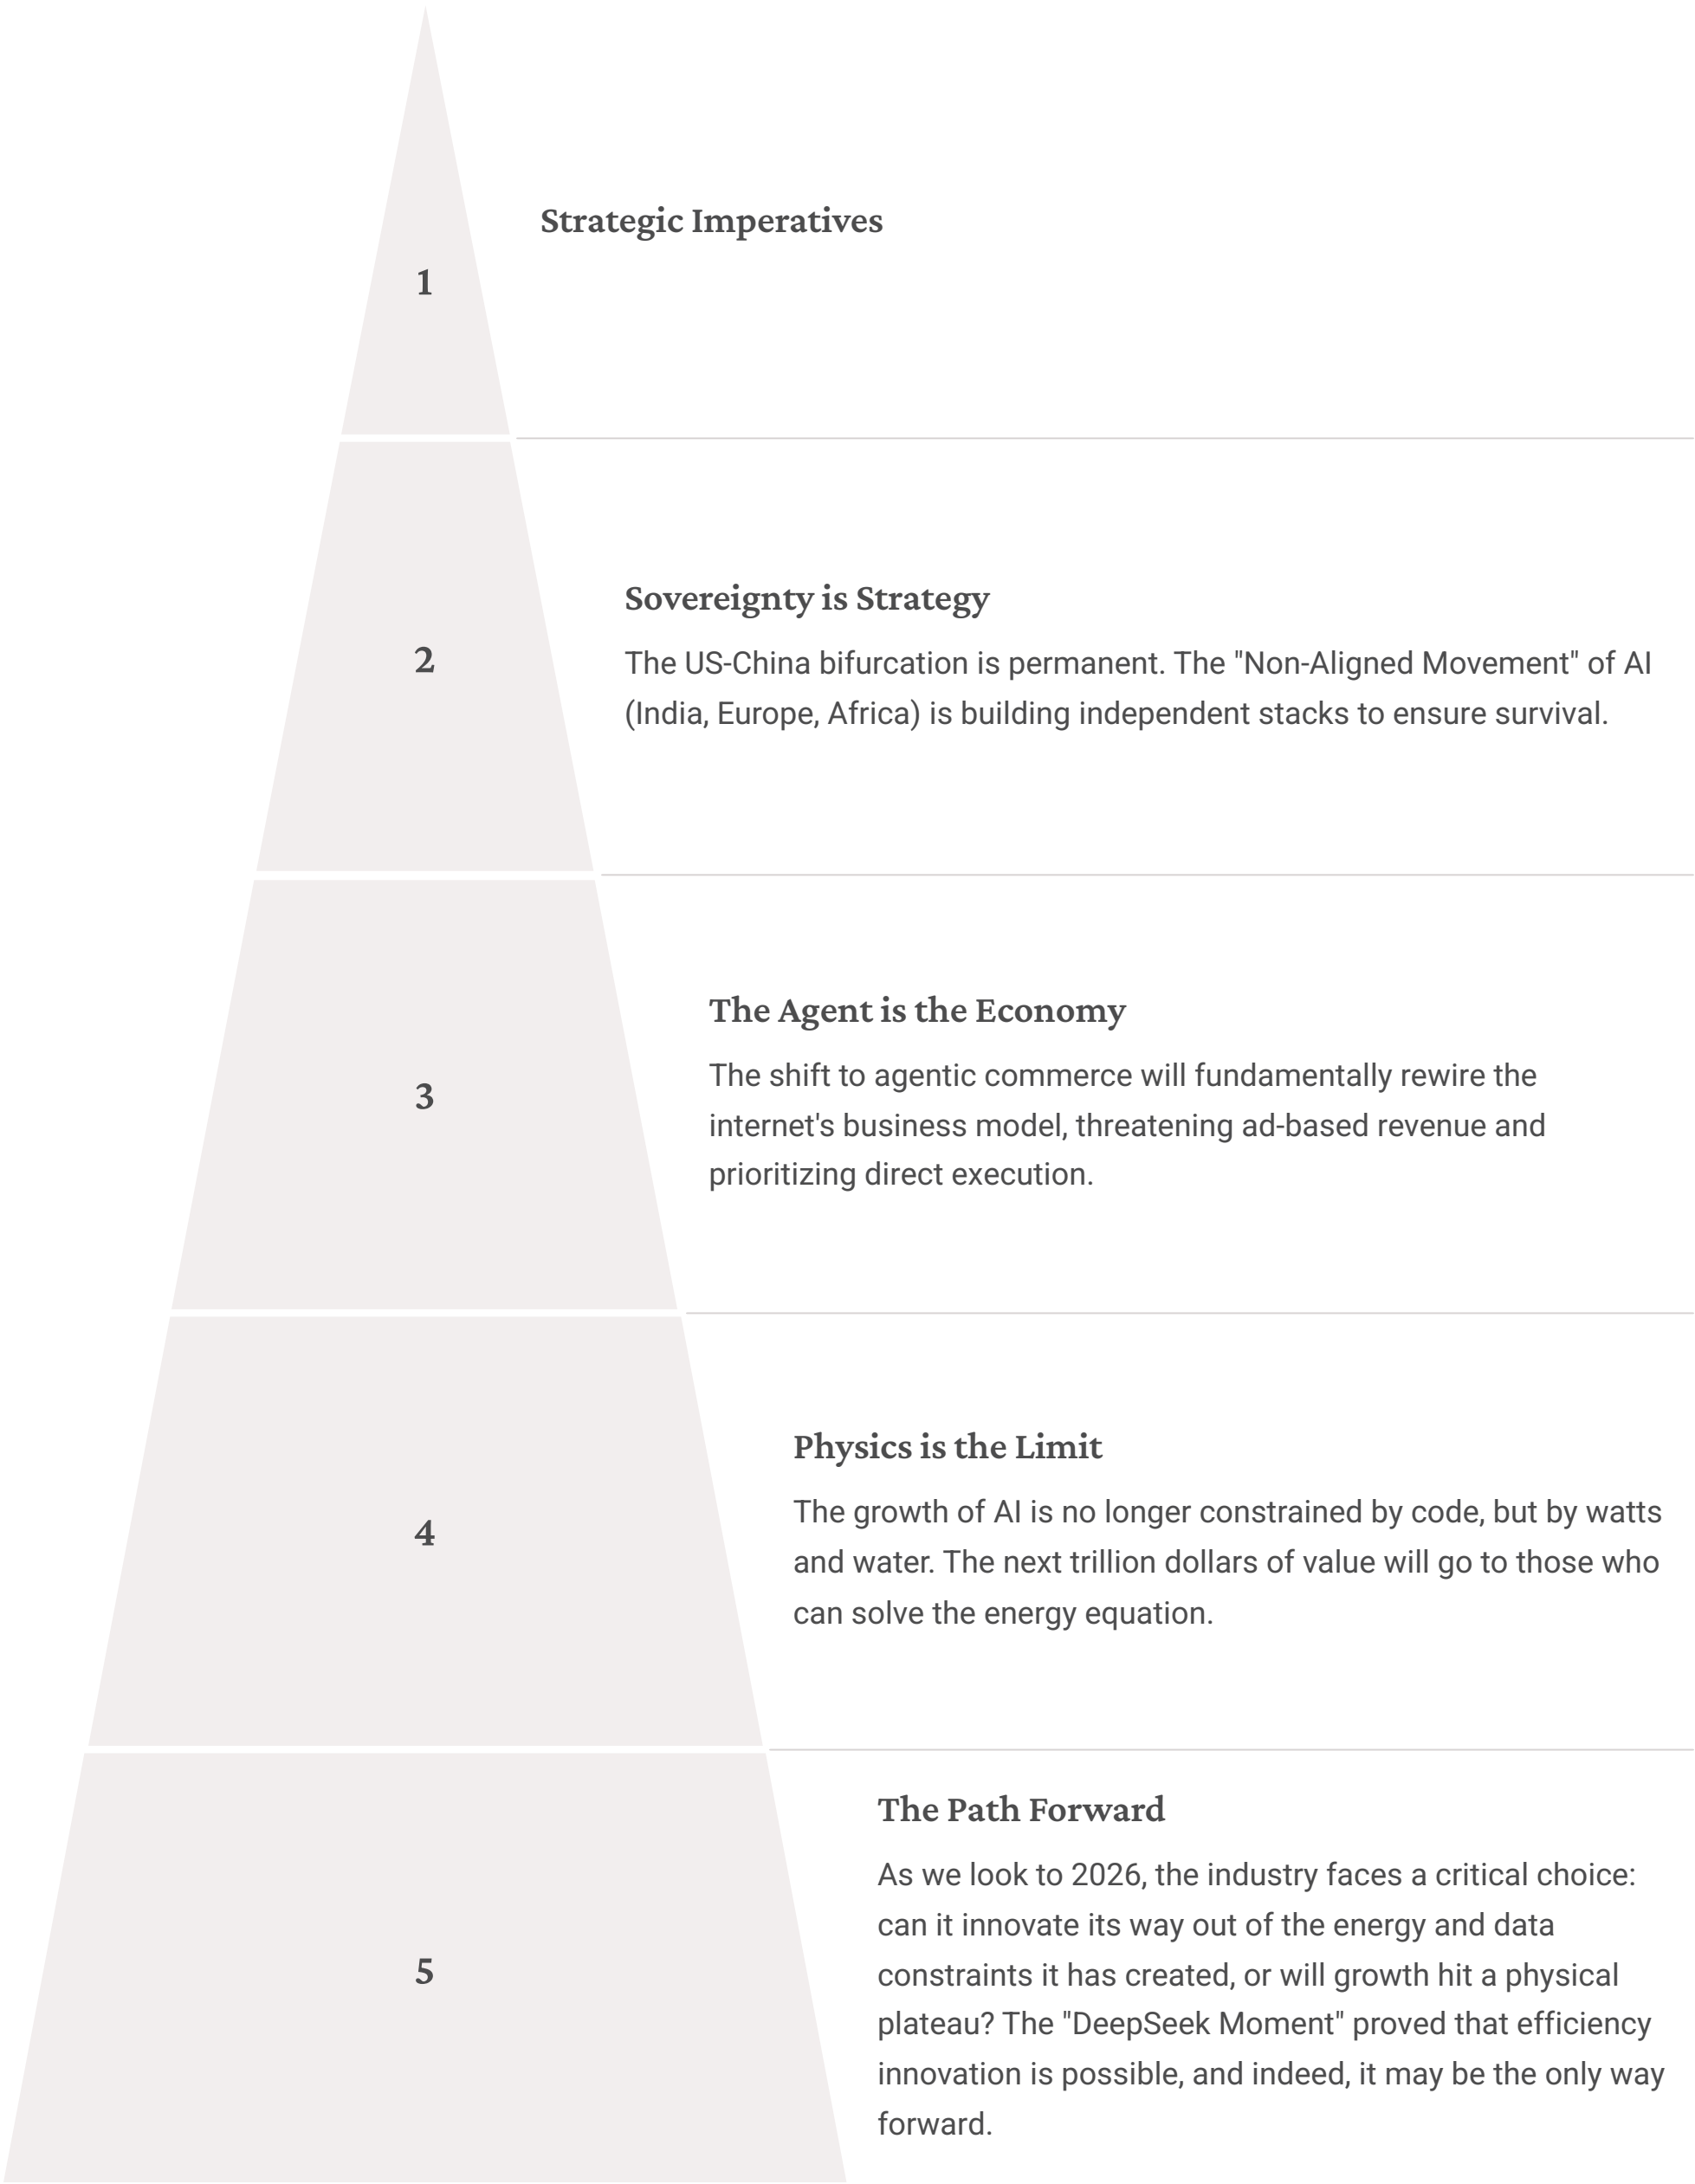 Strategic Imperatives
1
Sovereignty is Strategy
2
The US-China bifurcation is permanent. The "Non-Aligned Movement" of AI
(India, Europe, Africa) is building independent stacks to ensure survival.
The Agent is the Economy
3
The shift to agentic commerce will fundamentally rewire the
internet's business model, threatening ad-based revenue and
prioritizing direct execution.
Physics is the Limit
4
The growth of AI is no longer constrained by code, but by watts
and water. The next trillion dollars of value will go to those who
can solve the energy equation.
The Path Forward
5
As we look to 2026, the industry faces a critical choice:
can it innovate its way out of the energy and data
constraints it has created, or will growth hit a physical
plateau? The "DeepSeek Moment" proved that efficiency
innovation is possible, and indeed, it may be the only way
forward.